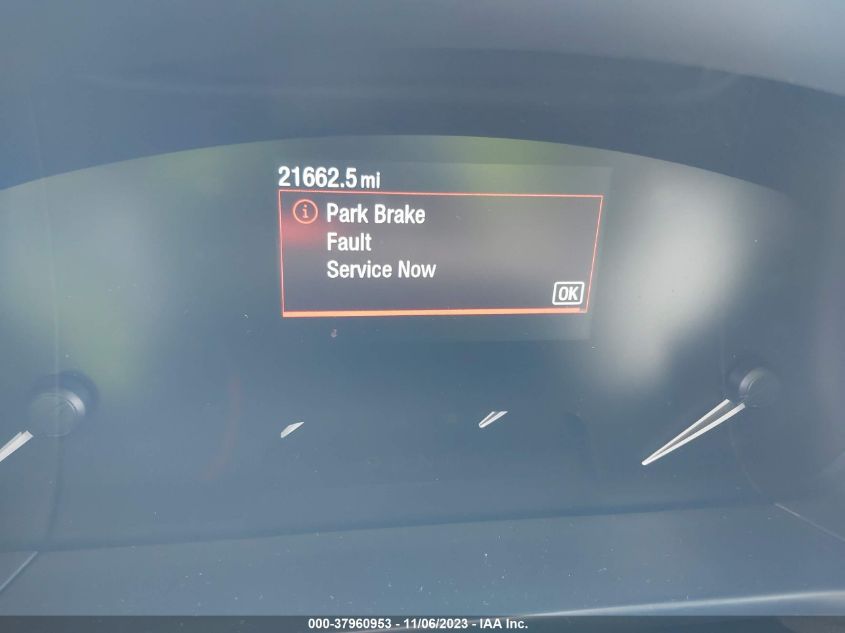 21662.5 mi
Park Brake
Fault
Service Now
OK
000-37960953 - 11/06/2023 - IAA Inc.